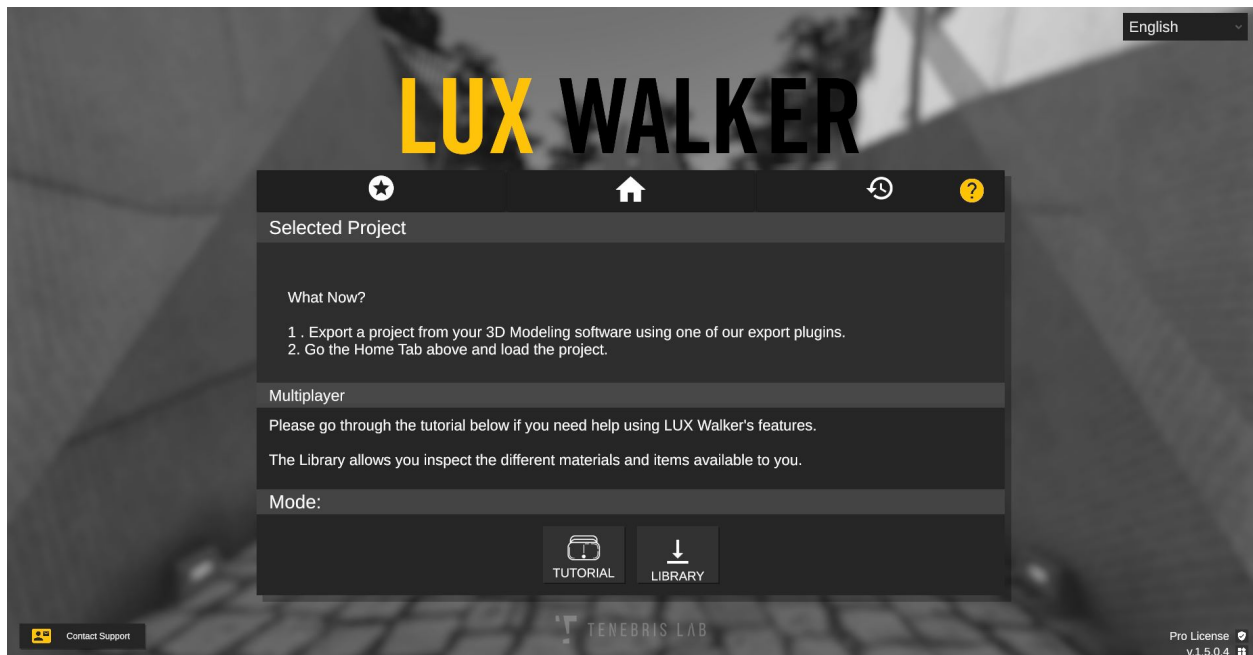 English
LUX WALKER
?
Selected Project
What Now?
1 . Export a project from your 3D Modeling software using one of our export plugins.
2. Go the Home Tab above and load the project.
Multiplayer
Please go through the tutorial below if you need help using LUX Walker's features.
The Library allows you inspect the different materials and items available to you.
Mode:
TUTORIAL
LIBRARY
TENEBRIS LAB
Contact Support
Pro License
v.1.5.0.4